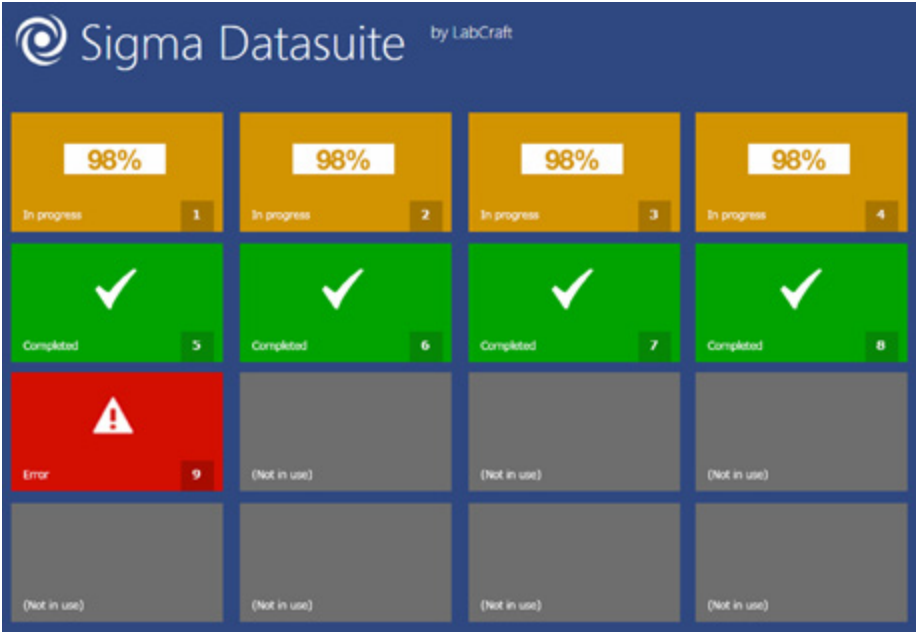 Sigma Datasuite by LabCraft
98% 98% 98% 98%
In progress 1 In progress 2 In progress 3 In progress 4
Completed 5 Completed 6 Completed 7 Completed 8
Error 9 (Not in use) (Not in use) (Not in use)
(Not in use) (Not in use) (Not in use) (Not in use)